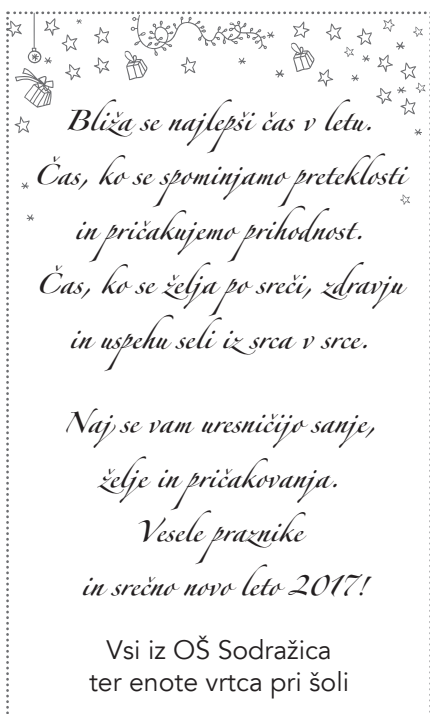 Bliža se najlepši čas v letu.
Čas, ko se spominjamo preteklosti
in pričakujemo prihodnost.
Čas, ko se želja po sreči, zdravju
in uspehu seli iz srca v srce.
Naj se vam uresničijo sanje,
želje in pričakovanja.
Vesele praznike
in srečno novo leto 2017!
Vsi iz OŠ Sodražica
ter enote vrtca pri šoli